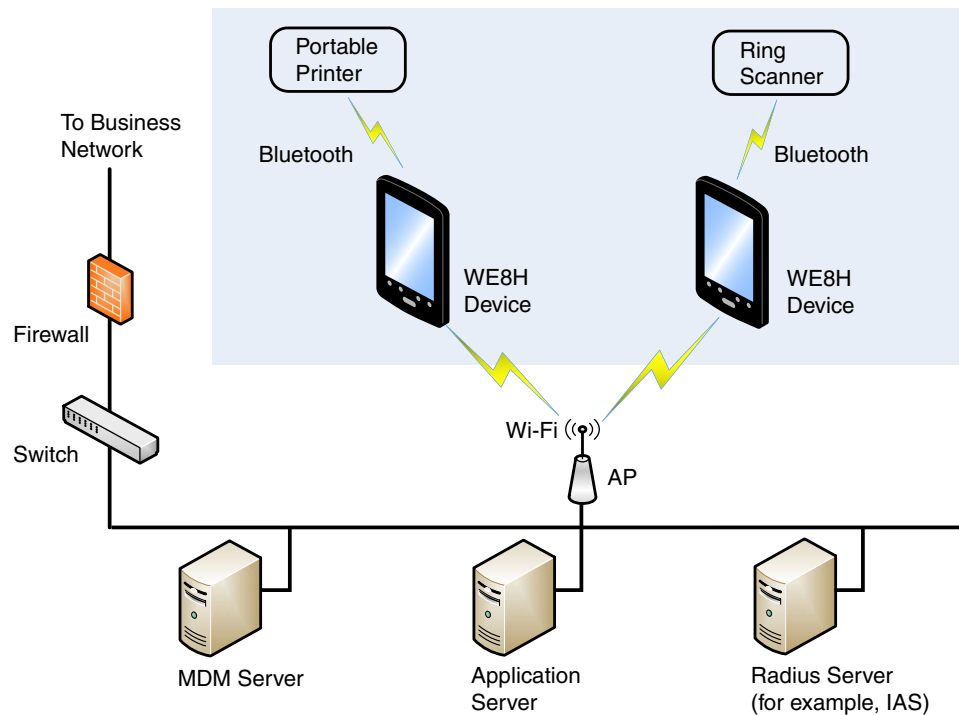 Portable
Printer
Ring
Scanner
To Business
Network
Bluetooth
Bluetooth
WE8H
Device
WE8H
Device
Firewall
Wi-Fi
Switch
AP
MDM Server
Application
Server
Radius Server
(for example, IAS)